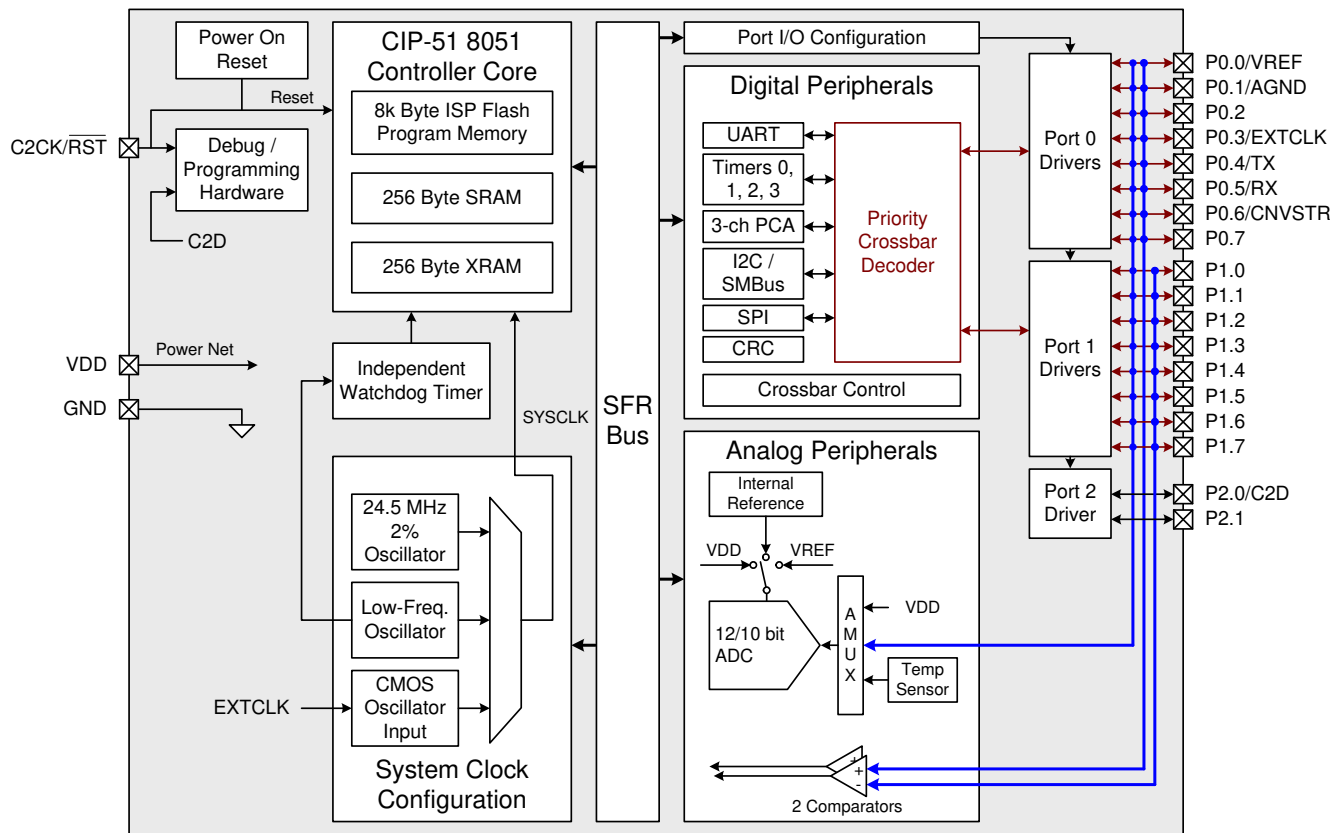 Power On
Reset
Reset
C2CK/RST
Debug /
Programming
Hardware
C2D
VDD
Power Net
GND
CIP-51 8051
Controller Core
8k Byte ISP Flash
Program Memory
256 Byte SRAM
256 Byte XRAM
Independent
Watchdog Timer
SYSCLK
24.5 MHz
2%
Oscillator
Low-Freq.
Oscillator
EXTCLK
CMOS
Oscillator
Input
System Clock
Configuration
SFR
Bus
Port I/O Configuration
Digital Peripherals
UART
Timers 0,
1, 2, 3
3-ch PCA
I2C /
SMBus
SPI
CRC
Priority
Crossbar
Decoder
Crossbar Control
Analog Peripherals
Internal
Reference
VDD
VREF
12/10 bit
ADC
A
M
U
X
VDD
Temp
Sensor
+
+
-
2 Comparators
Port 0
Drivers
Port 1
Drivers
Port 2
Driver
P0.0/VREF
P0.1/AGND
P0.2
P0.3/EXTCLK
P0.4/TX
P0.5/RX
P0.6/CNVSTR
P0.7
P1.0
P1.1
P1.2
P1.3
P1.4
P1.5
P1.6
P1.7
P2.0/C2D
P2.1